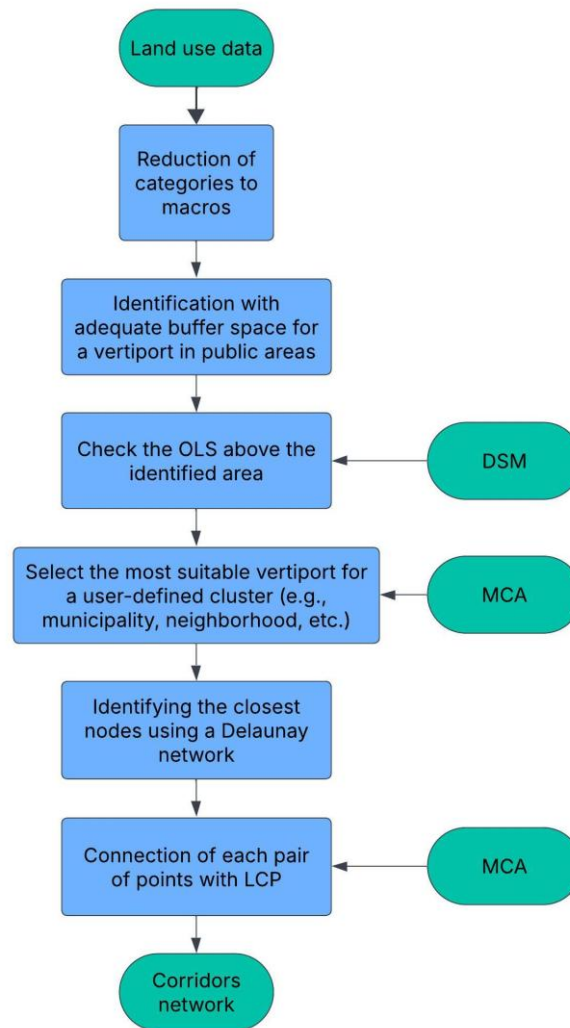 Land use data
Reduction of
categories to
macros
Identification with
adequate buffer space for
a vertiport in public areas
Check the OLS above the
identified area
DSM
Select the most suitable vertiport for
a user-defined cluster (e.g.,
municipality, neighborhood, etc.)
MCA
Identifying the closest
nodes using a Delaunay
network
Connection of each pair
of points with LCP
MCA
Corridors
network